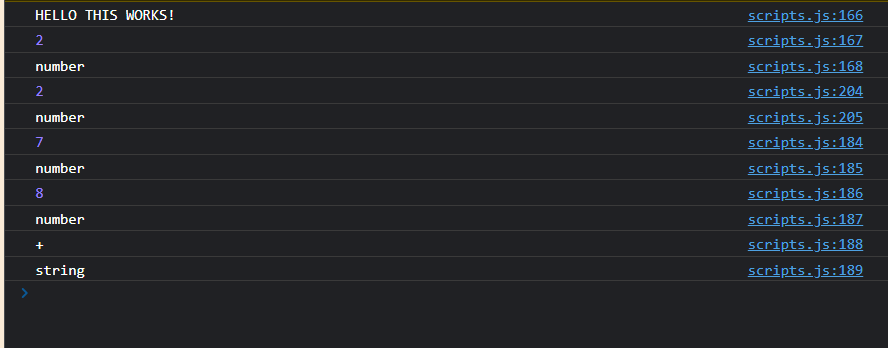 HELLO THIS WORKS! scripts.js:166
2 scripts.js:167
number scripts.js:168
2 scripts.js:204
number scripts.js:205
7 scripts.js:184
number scripts.js:185
8 scripts.js:186
number scripts.js:187
+ scripts.js:188
string scripts.js:189